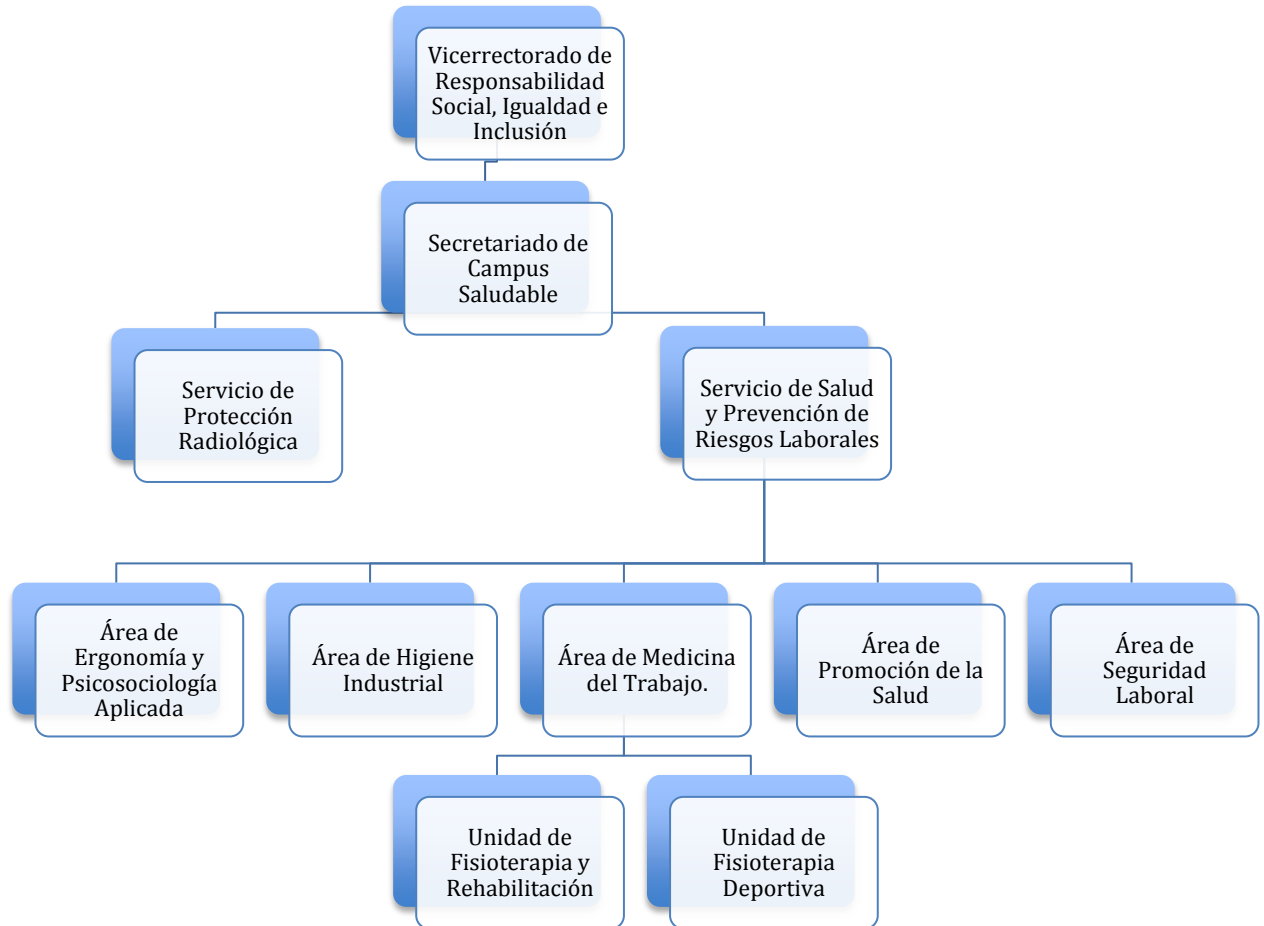 Vicerrectorado de
Responsabilidad
Social, Igualdad e
Inclusión
Secretariado de
Campus
Saludable
Servicio de
Protección
Radiológica
Servicio de Salud
y Prevención de
Riesgos Laborales
Área de
Ergonomía y
Psicosociología
Aplicada
Área de Higiene
Industrial
Área de Medicina
del Trabajo.
Área de
Promoción de la
Salud
Área de
Seguridad
Laboral
Unidad de
Fisioterapia y
Rehabilitación
Unidad de
Fisioterapia
Deportiva